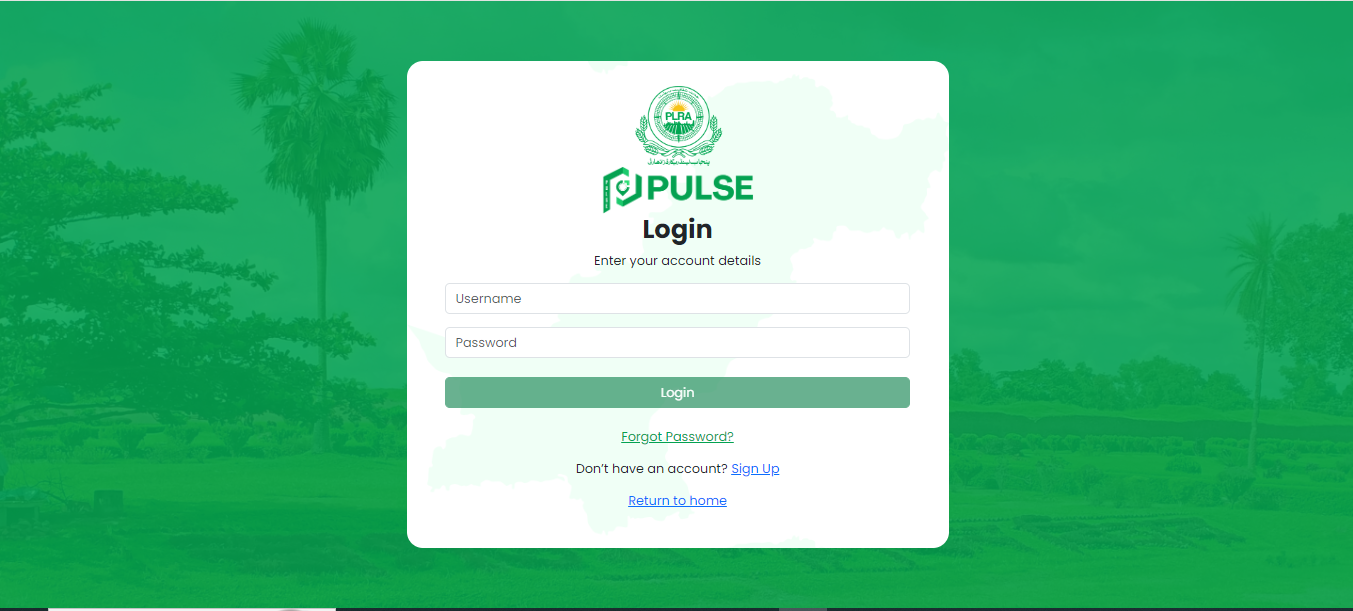 PLRA
PULSE
Login
Enter your account details
Username
Password
Login
Forgot Password?
Don’t have an account? Sign Up
Return to home